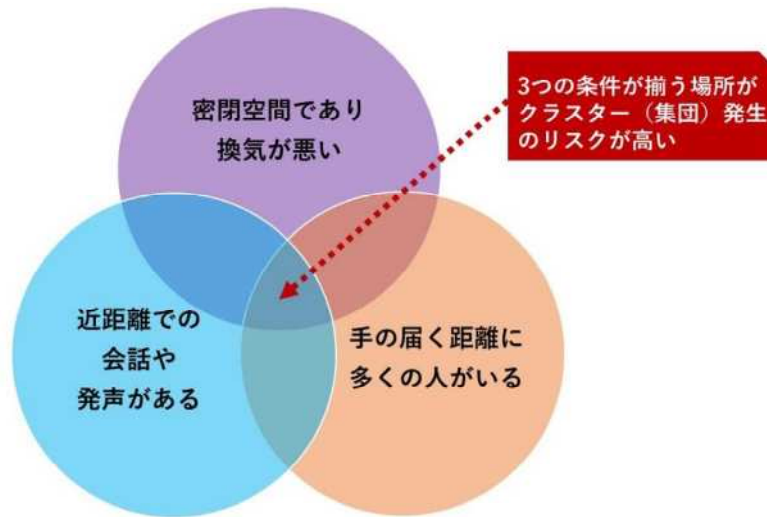 密閉空間であり
換気が悪い
3つの条件が揃う場所が
クラスター（集団）発生
のリスクが高い
近距離での
会話や
発声がある
手の届く距離に
多くの人がいる